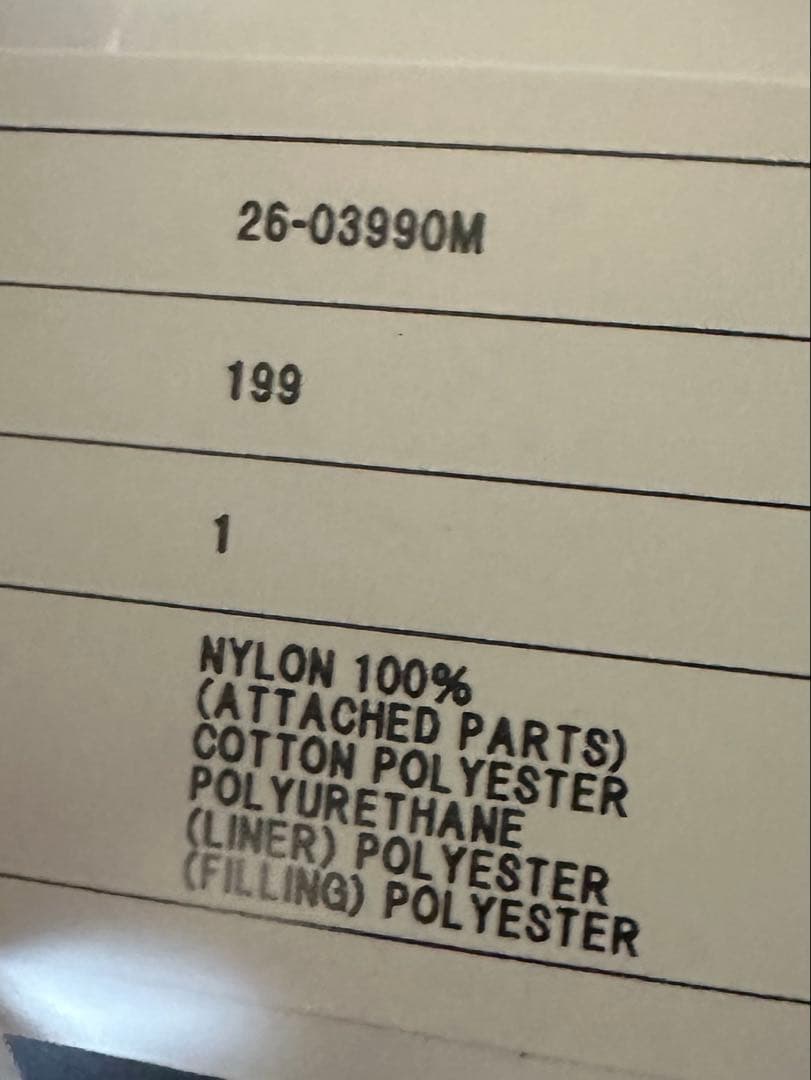 26-03990M
199
1
NYLON 100%
(ATTACHED PARTS)
COTTON POLYESTER
POLYURETHANE
(LINER) POLYESTER
(FILLING) POLYESTER